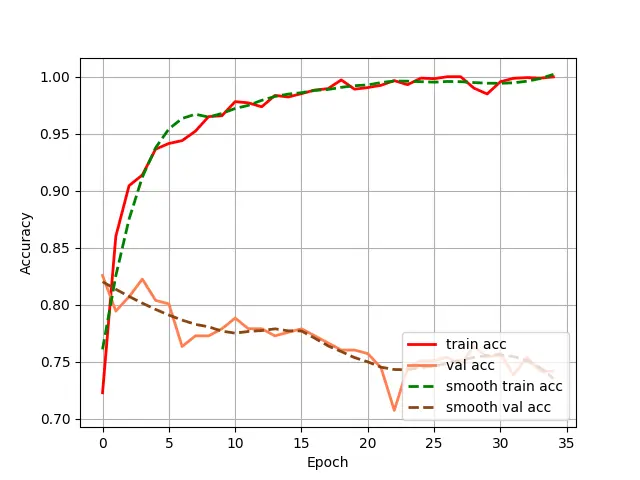 1.00
0.95
0.90
0.85
0.80
0.75
0.70
Accuracy
0 5 10 15 20 25 30 35
Epoch
train acc
val acc
smooth train acc
smooth val acc